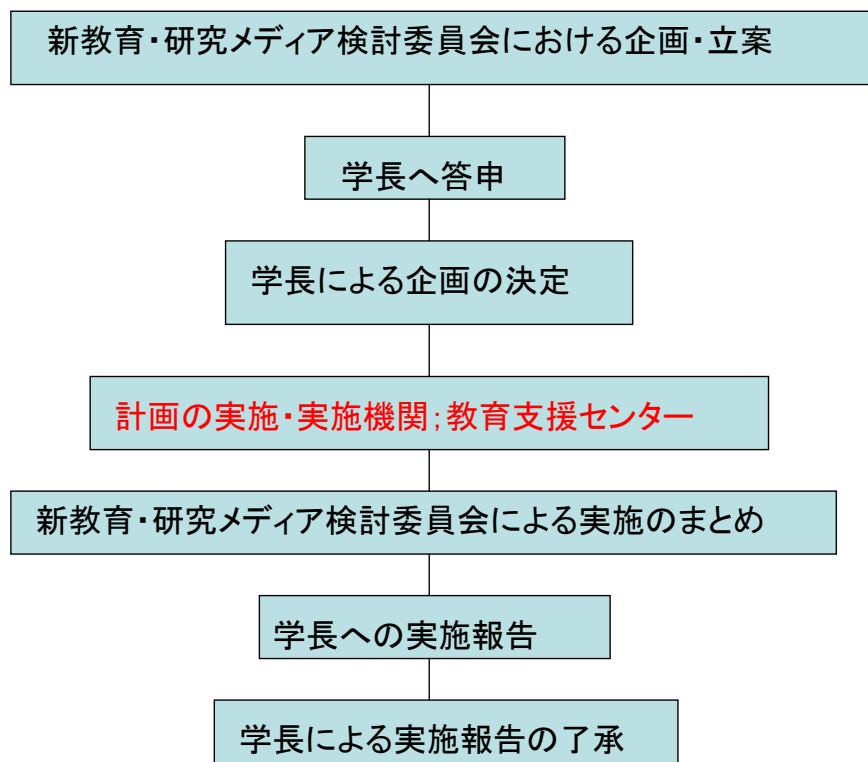 新教育・研究メディア検討委員会における企画・立案
学長へ答申
学長による企画の決定
計画の実施・実施機関;教育支援センター
新教育・研究メディア検討委員会による実施のまとめ
学長への実施報告
学長による実施報告の了承